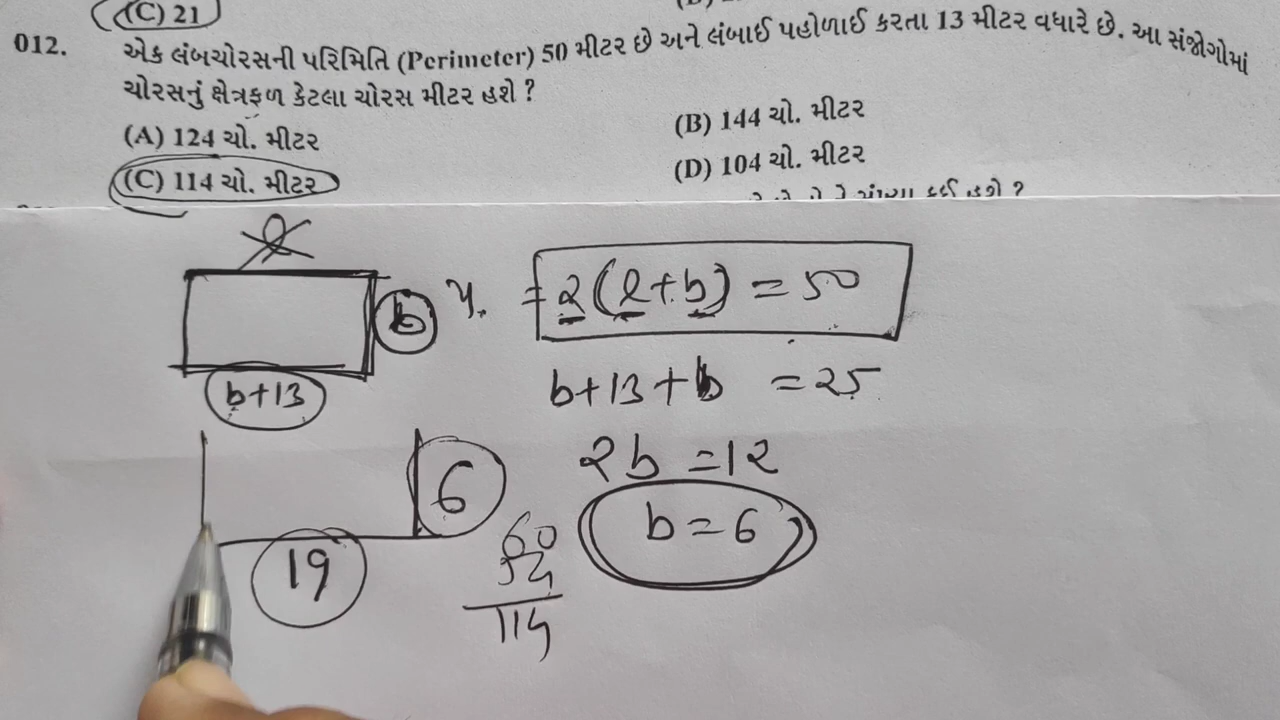 (C) 21
012. એક લંબચોરસની પરિમિતિ (Perimeter) 50 મીટર છે અને લંબાઈ પહોળાઈ કરતા 13 મીટર વધારે છે. આ સંજોગોમાં
ચોરસનું ક્ષેત્રફળ કેટલા ચોરસ મીટર હશે ?
(A) 124 ચો. મીટર
(B) 144 ચો. મીટર
(C) 114 ચો. મીટર
(D) 104 ચો. મીટર
b
b+13
પ. = 2(l+b) = 50
b+13+b = 25
2b = 12
b = 6
6
19
60
54
114